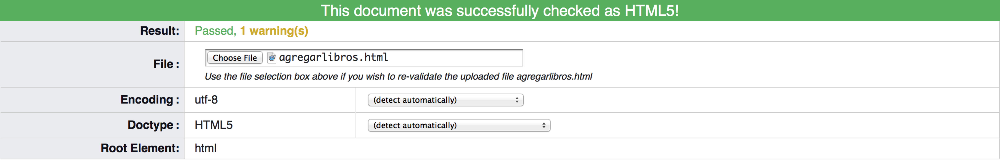 This document was successfully checked as HTML5!
Result: Passed, 1 warning(s)
File : Choose File agregarlibros.html
Use the file selection box above if you wish to re-validate the uploaded file agregarlibros.html
Encoding : utf-8 (detect automatically)
Doctype : HTML5 (detect automatically)
Root Element: html